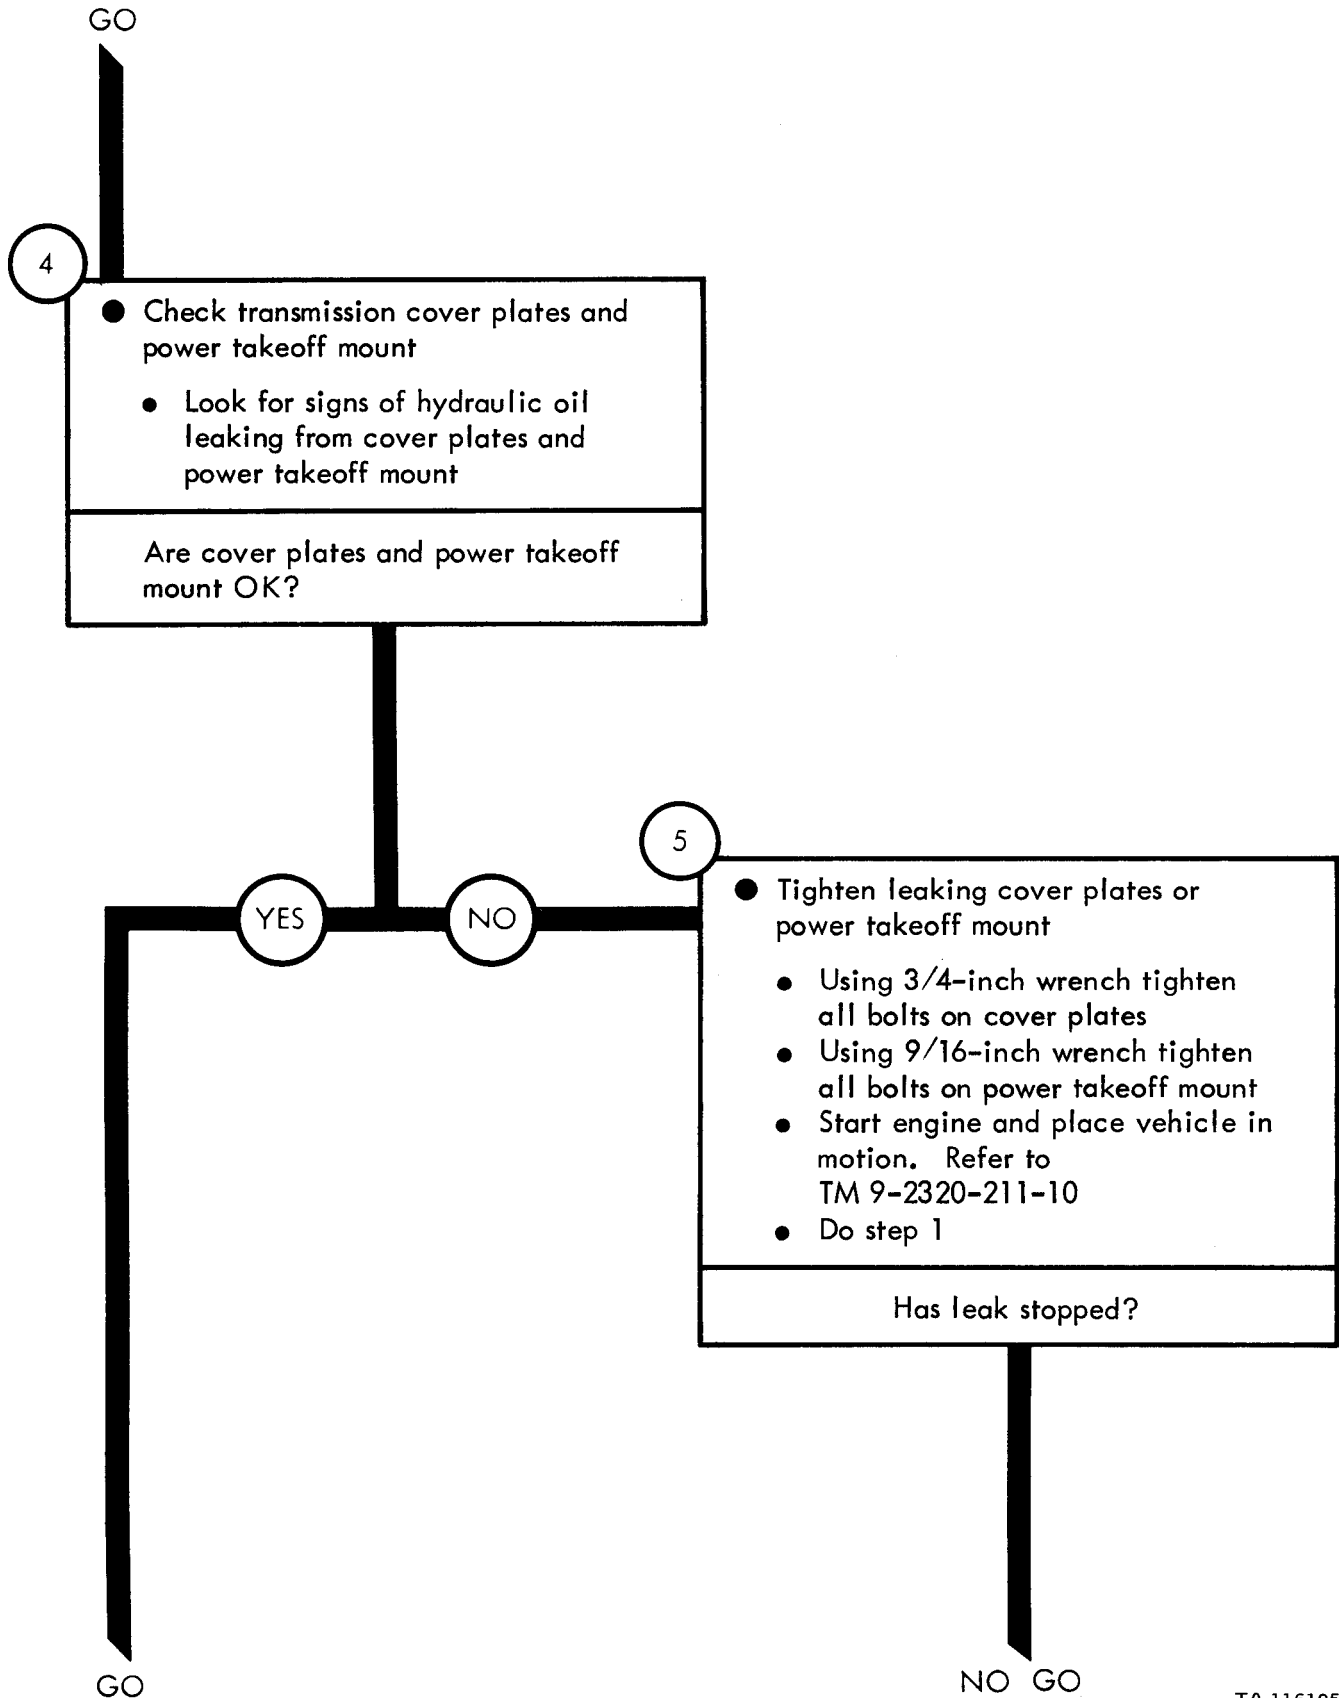 GO
4
● Check transmission cover plates and
power takeoff mount
● Look for signs of hydraulic oil
leaking from cover plates and
power takeoff mount
Are cover plates and power takeoff
mount OK?
YES
NO
5
● Tighten leaking cover plates or
power takeoff mount
● Using 3/4-inch wrench tighten
all bolts on cover plates
● Using 9/16-inch wrench tighten
all bolts on power takeoff mount
● Start engine and place vehicle in
motion. Refer to
TM 9-2320-211-10
● Do step 1
Has leak stopped?
GO
NO GO